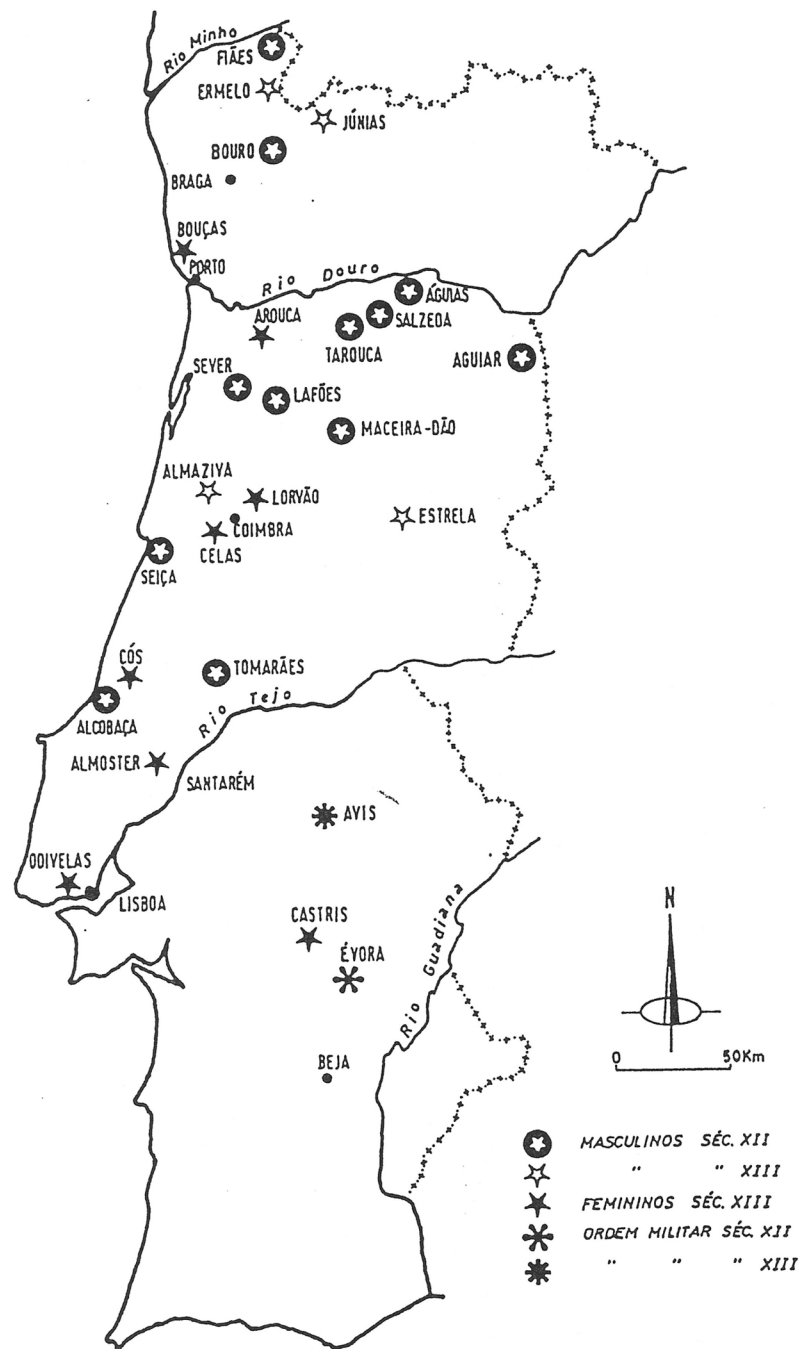 Rio Minho
FIÃES
ERMELO
JÚNIAS
BOURO
BRAGA
BOUÇAS
PORTO
Rio Douro
ÁGUIAS
AROUCA
SALZEDA
TAROUCA
AGUIAR
SEVER
LAFÕES
MACEIRA-DÃO
ALMAZIVA
LORVÃO
ESTRELA
COIMBRA
CELAS
SEIÇA
CÓS
TOMARÃES
Rio Tejo
ALCOBAÇA
ALMOSTER
SANTARÉM
AVIS
ODIVELAS
LISBOA
CASTRIS
ÉVORA
Rio Guadiana
BEJA
N
0 50Km
MASCULINOS SÉC. XII
" " XIII
FEMININOS SÉC. XIII
ORDEM MILITAR SÉC. XII
" " " XIII